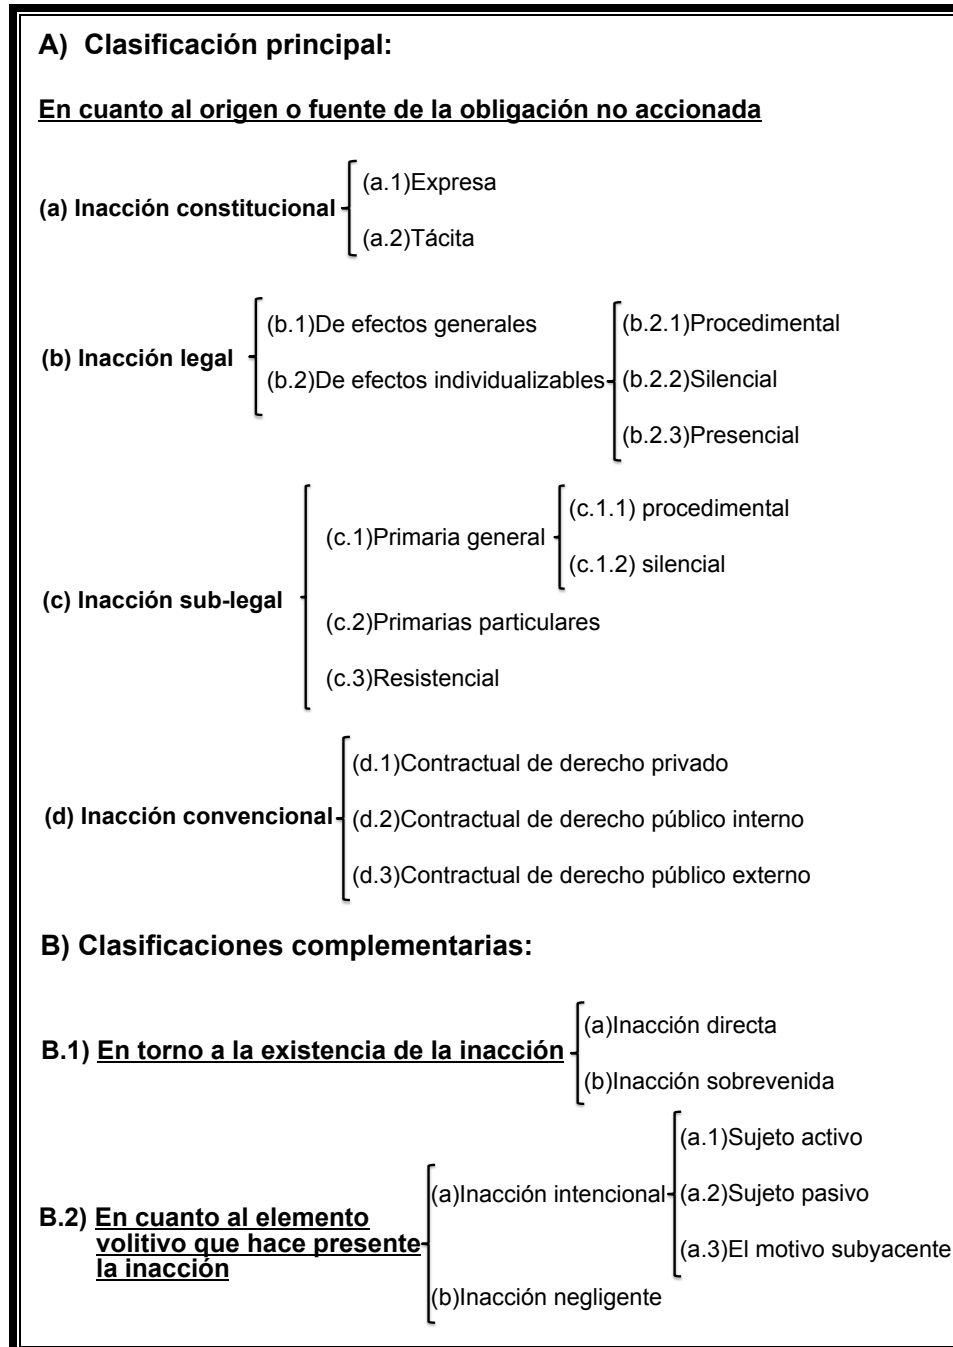 A) Clasificación principal:
En cuanto al origen o fuente de la obligación no accionada
(a) Inacción constitucional
(a.1)Expresa
(a.2)Tácita
(b) Inacción legal
(b.1)De efectos generales
(b.2)De efectos individualizables
(b.2.1)Procedimental
(b.2.2)Silencial
(b.2.3)Presencial
(c) Inacción sub-legal
(c.1)Primaria general
(c.1.1) procedimental
(c.1.2) silencial
(c.2)Primarias particulares
(c.3)Resistencial
(d) Inacción convencional
(d.1)Contractual de derecho privado
(d.2)Contractual de derecho público interno
(d.3)Contractual de derecho público externo
B) Clasificaciones complementarias:
B.1) En torno a la existencia de la inacción
(a)Inacción directa
(b)Inacción sobrevenida
B.2) En cuanto al elemento
volitivo que hace presente
la inacción
(a)Inacción intencional
(a.1)Sujeto activo
(a.2)Sujeto pasivo
(a.3)El motivo subyacente
(b)Inacción negligente